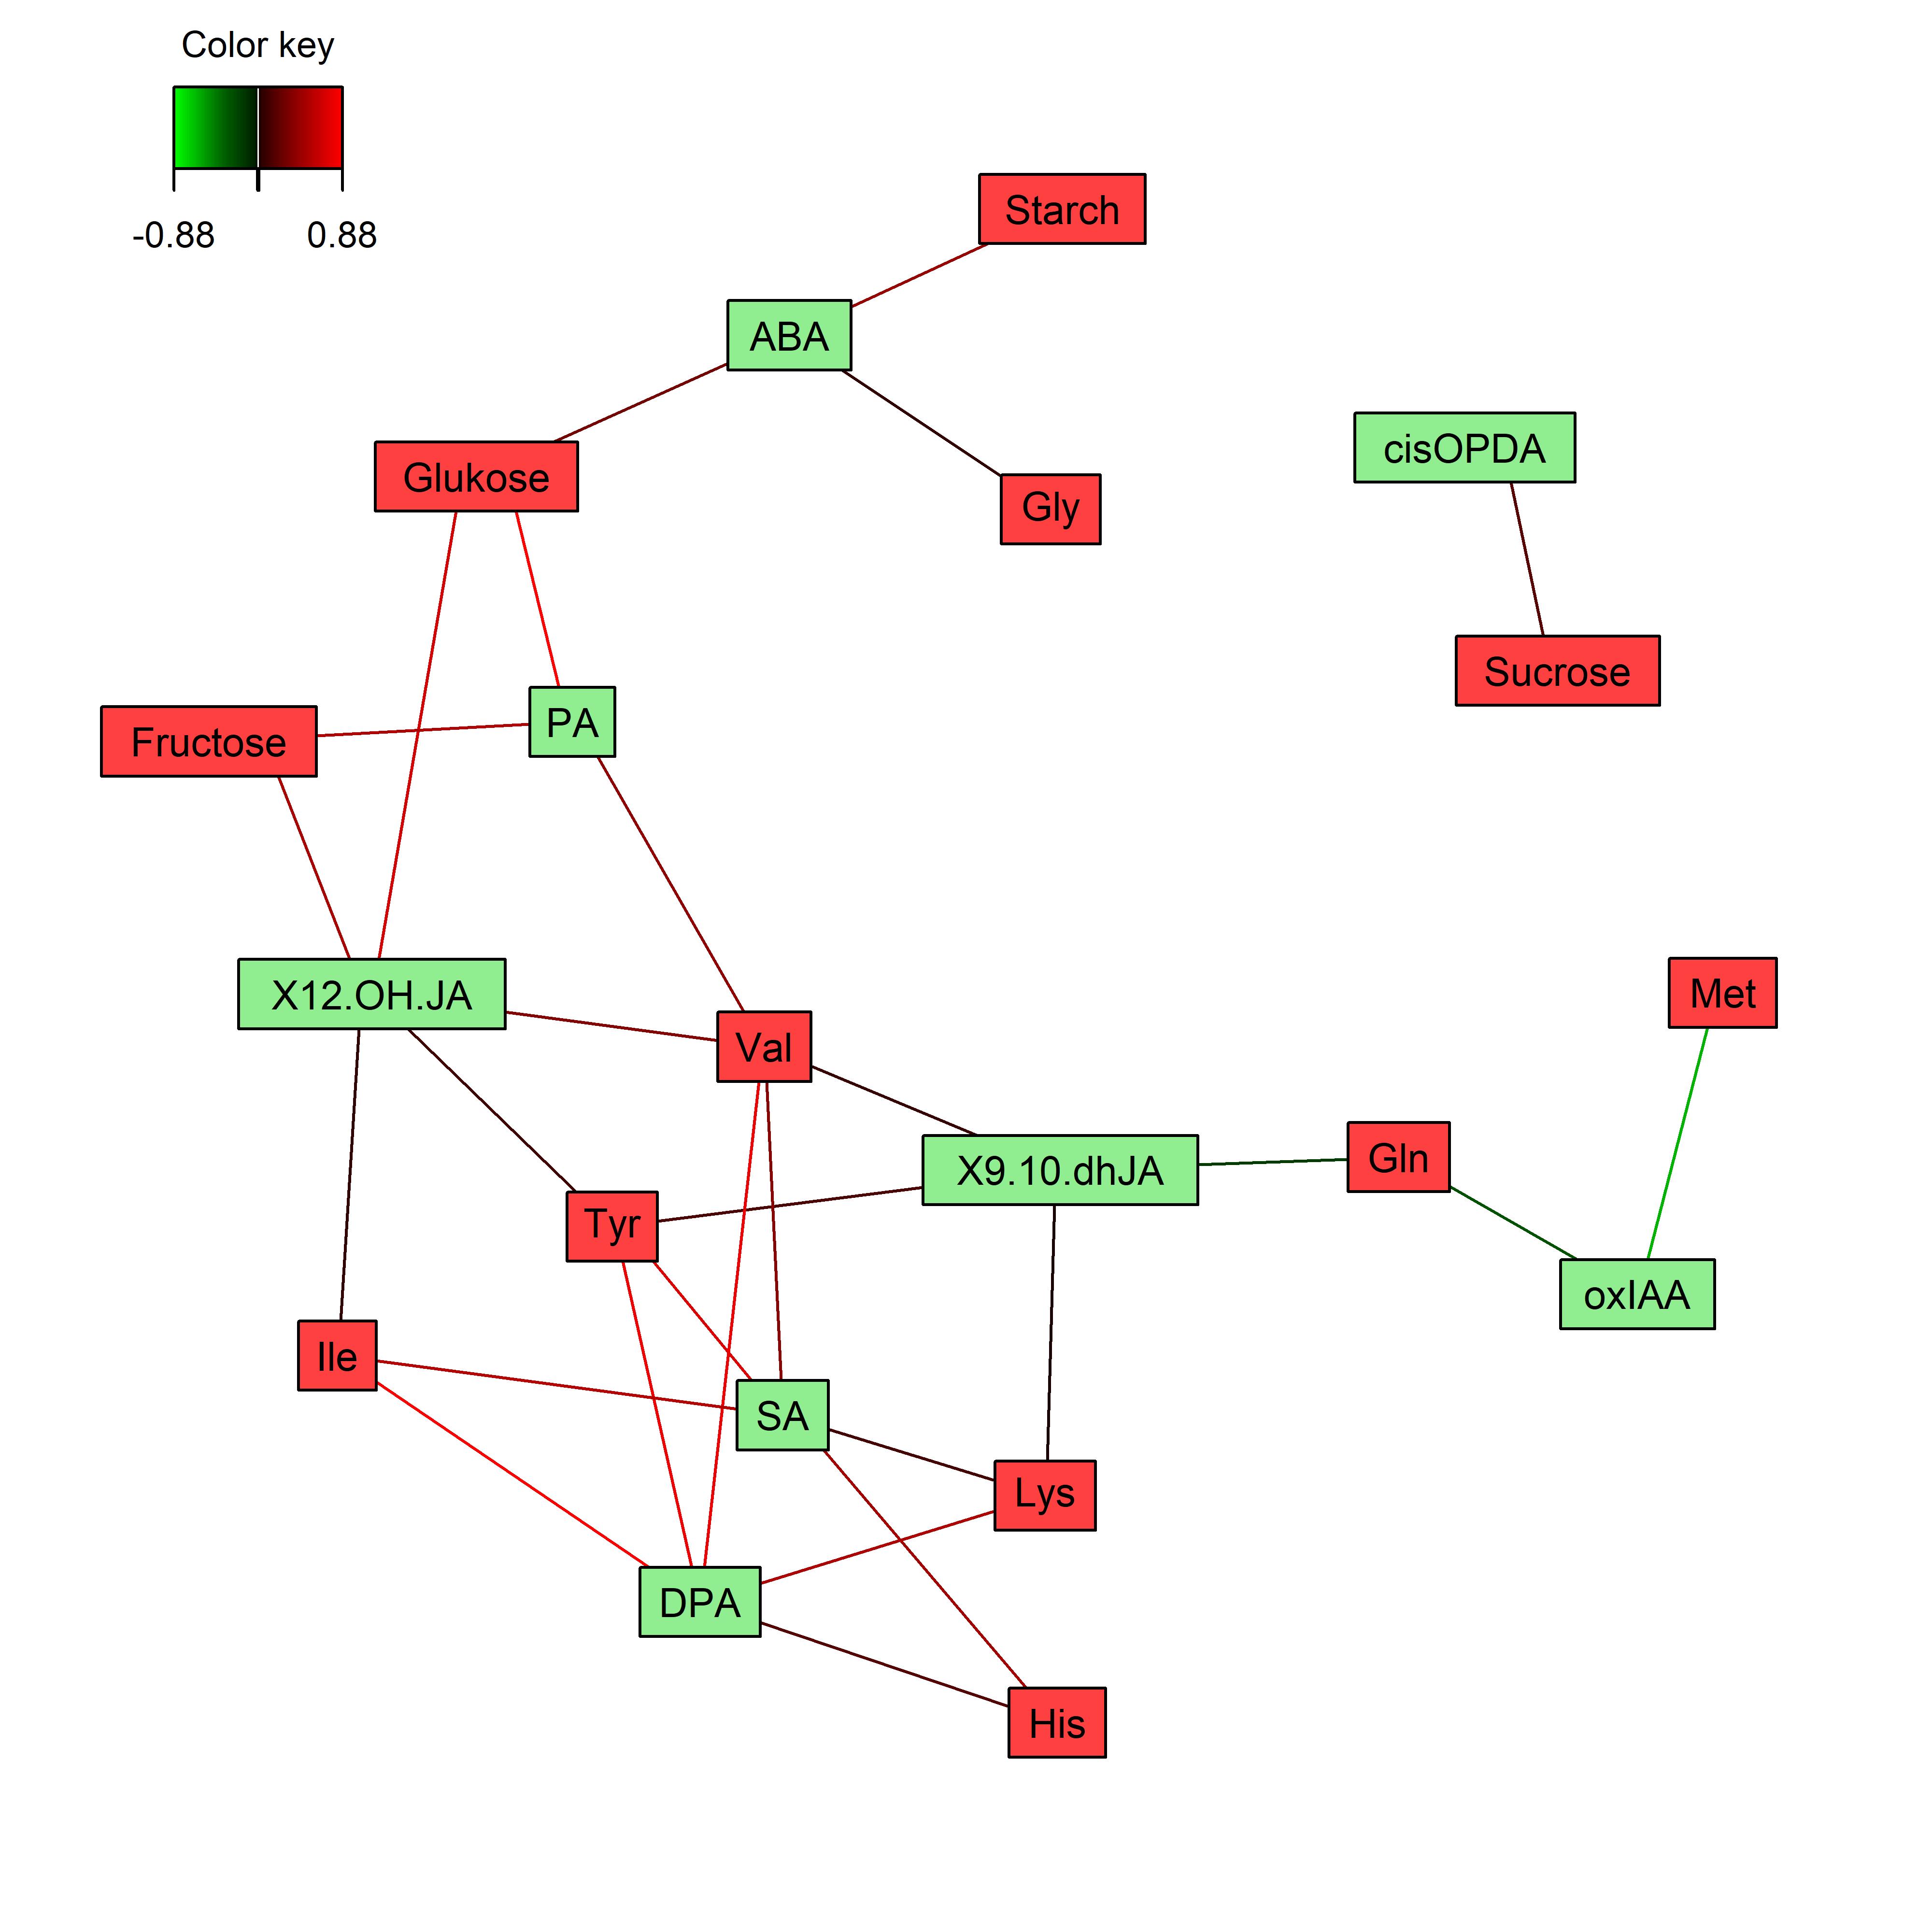 Color key
-0.88 0.88
Starch
ABA
cisOPDA
Glukose
Gly
Sucrose
PA
Fructose
X12.OH.JA
Met
Val
Gln
X9.10.dhJA
Tyr
oxIAA
Ile
SA
Lys
DPA
His